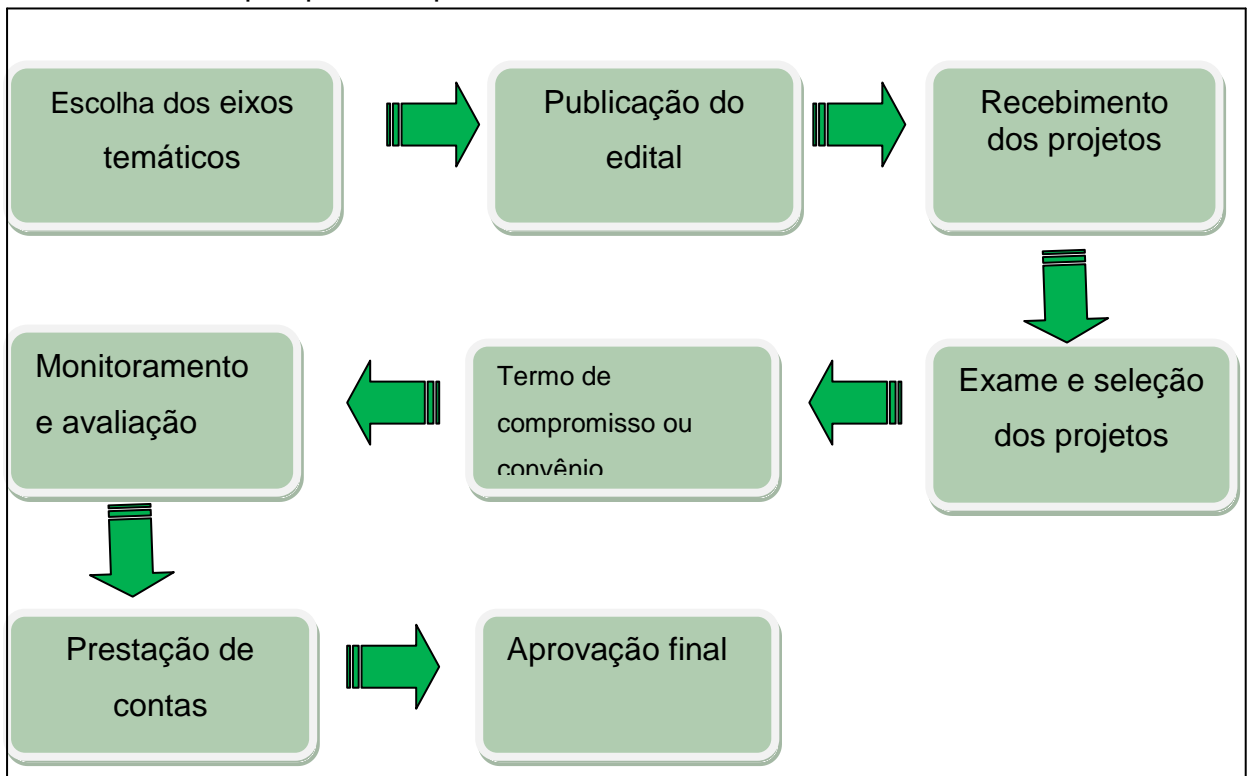 Escolha dos eixos
temáticos
Publicação do
edital
Recebimento
dos projetos
Exame e seleção
dos projetos
Termo de
compromisso ou
convênio
Monitoramento
e avaliação
Prestação de
contas
Aprovação final